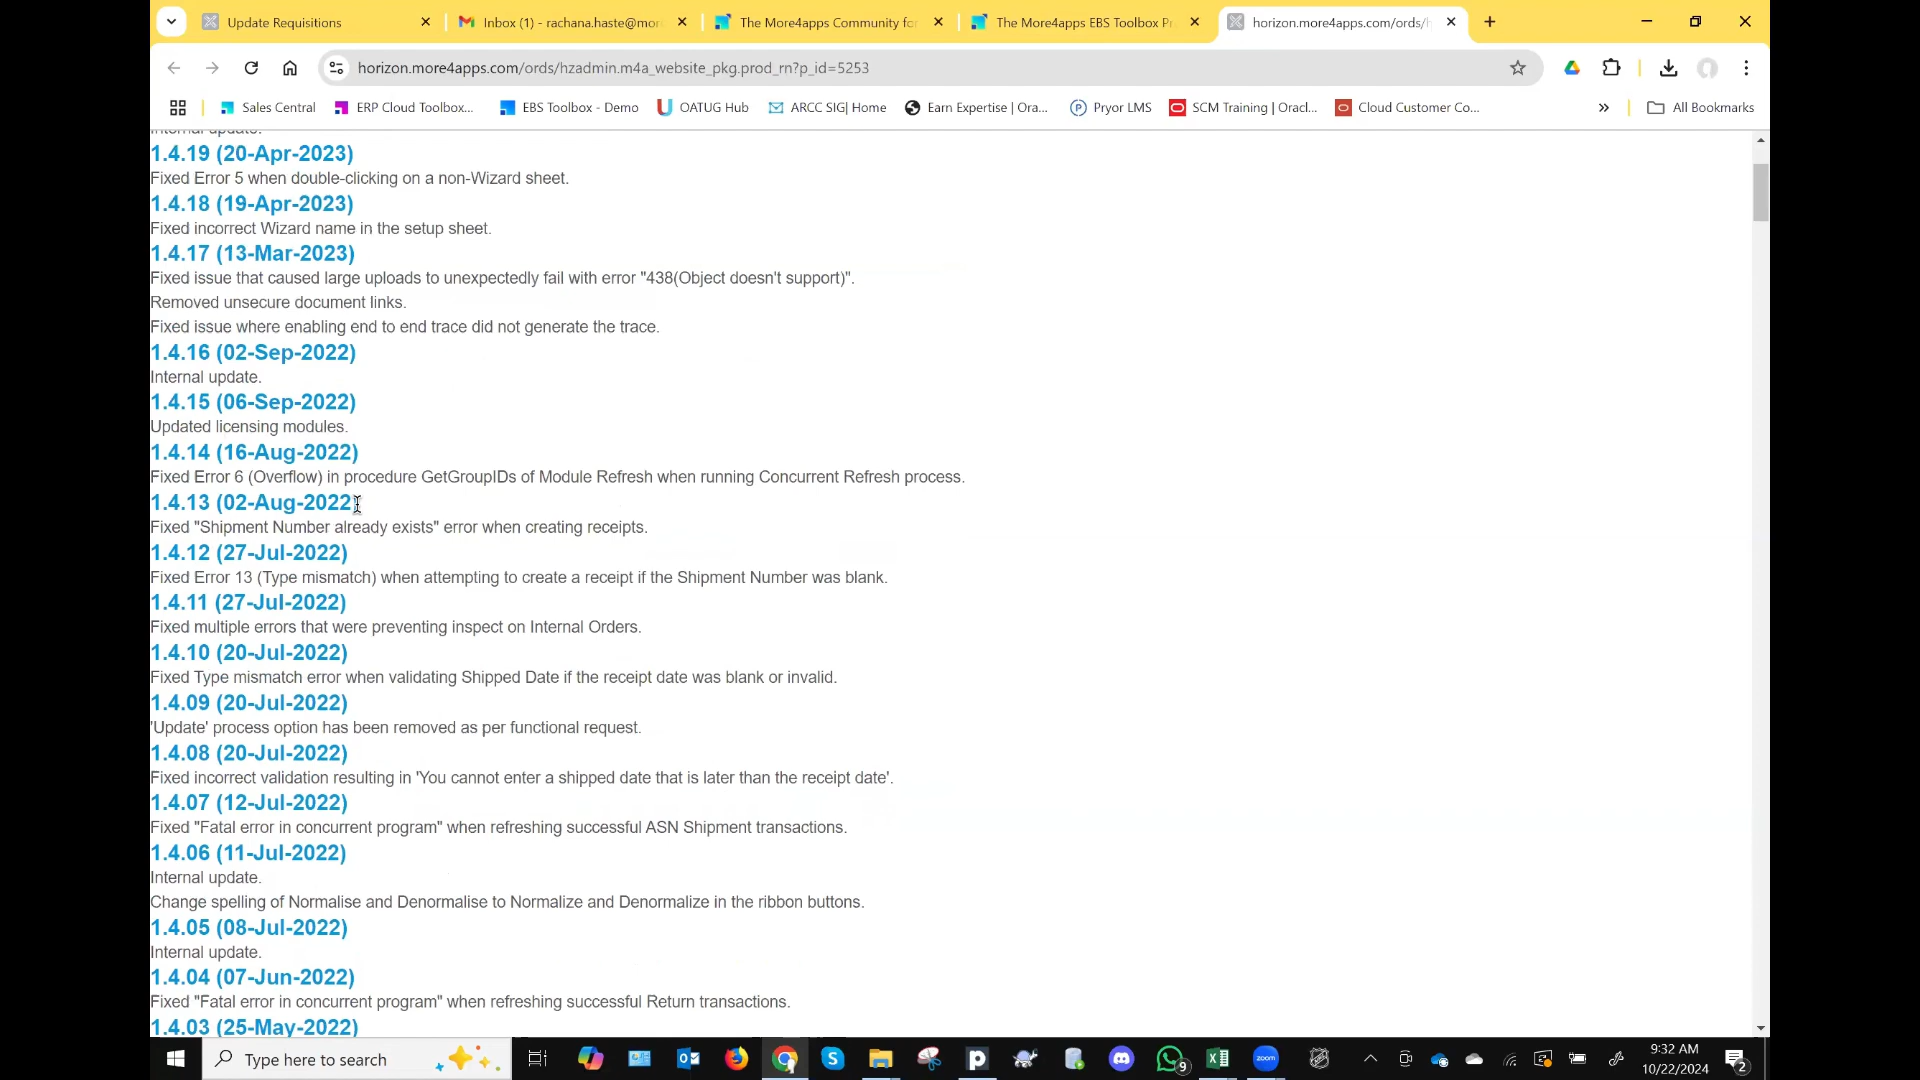 Update Requisitions
Inbox (1) - rachana.haste@mor
The More4apps Community for
The More4apps EBS Toolbox Pr
horizon.more4apps.com/ords/h
horizon.more4apps.com/ords/hzadmin.m4a_website_pkg.prod_rn?p_id=5253
Sales Central
ERP Cloud Toolbox...
EBS Toolbox - Demo
OATUG Hub
ARCC SIG| Home
Earn Expertise | Ora...
Pryor LMS
SCM Training | Oracl...
Cloud Customer Co...
»
All Bookmarks
Internal update.
1.4.19 (20-Apr-2023)
Fixed Error 5 when double-clicking on a non-Wizard sheet.
1.4.18 (19-Apr-2023)
Fixed incorrect Wizard name in the setup sheet.
1.4.17 (13-Mar-2023)
Fixed issue that caused large uploads to unexpectedly fail with error "438(Object doesn't support)".
Removed unsecure document links.
Fixed issue where enabling end to end trace did not generate the trace.
1.4.16 (02-Sep-2022)
Internal update.
1.4.15 (06-Sep-2022)
Updated licensing modules.
1.4.14 (16-Aug-2022)
Fixed Error 6 (Overflow) in procedure GetGroupIDs of Module Refresh when running Concurrent Refresh process.
1.4.13 (02-Aug-2022)
Fixed "Shipment Number already exists" error when creating receipts.
1.4.12 (27-Jul-2022)
Fixed Error 13 (Type mismatch) when attempting to create a receipt if the Shipment Number was blank.
1.4.11 (27-Jul-2022)
Fixed multiple errors that were preventing inspect on Internal Orders.
1.4.10 (20-Jul-2022)
Fixed Type mismatch error when validating Shipped Date if the receipt date was blank or invalid.
1.4.09 (20-Jul-2022)
'Update' process option has been removed as per functional request.
1.4.08 (20-Jul-2022)
Fixed incorrect validation resulting in 'You cannot enter a shipped date that is later than the receipt date'.
1.4.07 (12-Jul-2022)
Fixed "Fatal error in concurrent program" when refreshing successful ASN Shipment transactions.
1.4.06 (11-Jul-2022)
Internal update.
Change spelling of Normalise and Denormalise to Normalize and Denormalize in the ribbon buttons.
1.4.05 (08-Jul-2022)
Internal update.
1.4.04 (07-Jun-2022)
Fixed "Fatal error in concurrent program" when refreshing successful Return transactions.
1.4.03 (25-May-2022)
Type here to search
9
zoom
9:32 AM
10/22/2024
2